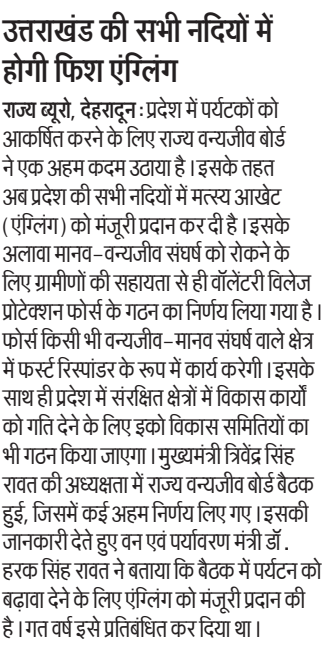 उत्तराखंड की सभी नदियों में
होगी फिश एंग्लिंग
राज्य ब्यूरो, देहरादून : प्रदेश में पर्यटकों को
आकर्षित करने के लिए राज्य वन्यजीव बोर्ड
ने एक अहम कदम उठाया है। इसके तहत
अब प्रदेश की सभी नदियों में मत्स्य आखेट
(एंग्लिंग) को मंजूरी प्रदान कर दी है। इसके
अलावा मानव-वन्यजीव संघर्ष को रोकने के
लिए ग्रामीणों की सहायता से ही वॉलेंटरी विलेज
प्रोटेक्शन फोर्स के गठन का निर्णय लिया गया है।
फोर्स किसी भी वन्यजीव-मानव संघर्ष वाले क्षेत्र
में फर्स्ट रिस्पांडर के रूप में कार्य करेगी। इसके
साथ ही प्रदेश में संरक्षित क्षेत्रों में विकास कार्यों
को गति देने के लिए इको विकास समितियों का
भी गठन किया जाएगा। मुख्यमंत्री त्रिवेंद्र सिंह
रावत की अध्यक्षता में राज्य वन्यजीव बोर्ड बैठक
हुई, जिसमें कई अहम निर्णय लिए गए। इसकी
जानकारी देते हुए वन एवं पर्यावरण मंत्री डॉ.
हरक सिंह रावत ने बताया कि बैठक में पर्यटन को
बढ़ावा देने के लिए एंग्लिंग को मंजूरी प्रदान की
है। गत वर्ष इसे प्रतिबंधित कर दिया था।